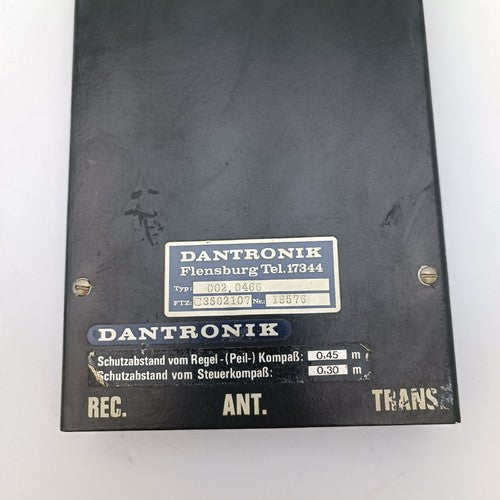 DANTRONIK
Flensburg Tel. 17344
Typ: 002,0466
FTZ: C3502107 Nr.: 18576
DANTRONIK
Schutzabstand vom Regel-(Peil-) Kompaß: 0,45 m
Schutzabstand vom Steuerkompaß: 0,30 m
REC. ANT. TRANS